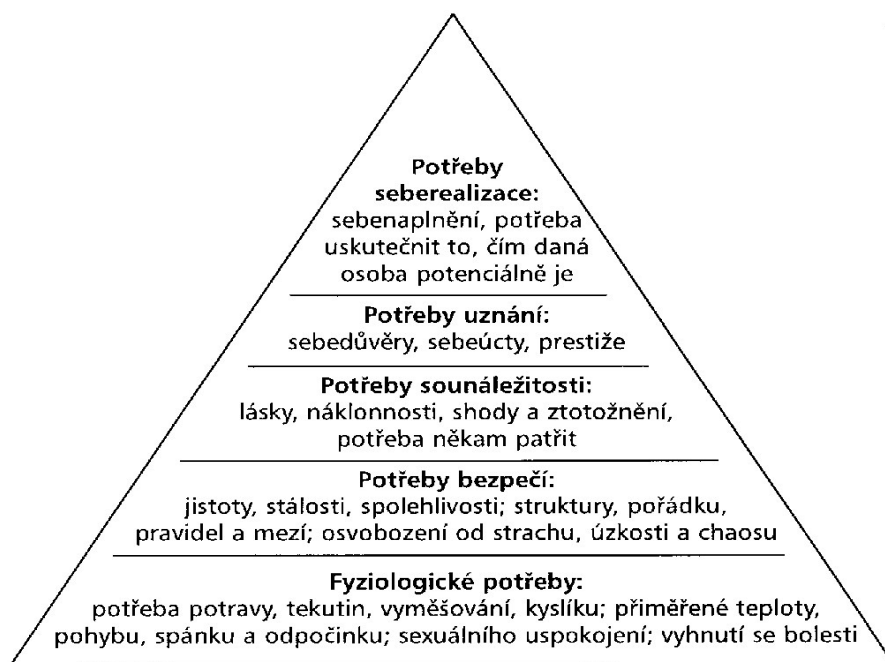 Potřeby
seberealizace:
sebenaplnění, potřeba
uskutečnit to, čím daná
osoba potenciálně je
Potřeby uznání:
sebedůvěry, sebeúcty, prestiže
Potřeby sounáležitosti:
lásky, náklonnosti, shody a ztotožnění,
potřeba někam patřit
Potřeby bezpečí:
jistoty, stálosti, spolehlivosti; struktury, pořádku,
pravidel a mezí; osvobození od strachu, úzkosti a chaosu
Fyziologické potřeby:
potřeba potravy, tekutin, vyměšování, kyslíku; přiměřené teploty,
pohybu, spánku a odpočinku; sexuálního uspokojení; vyhnutí se bolesti